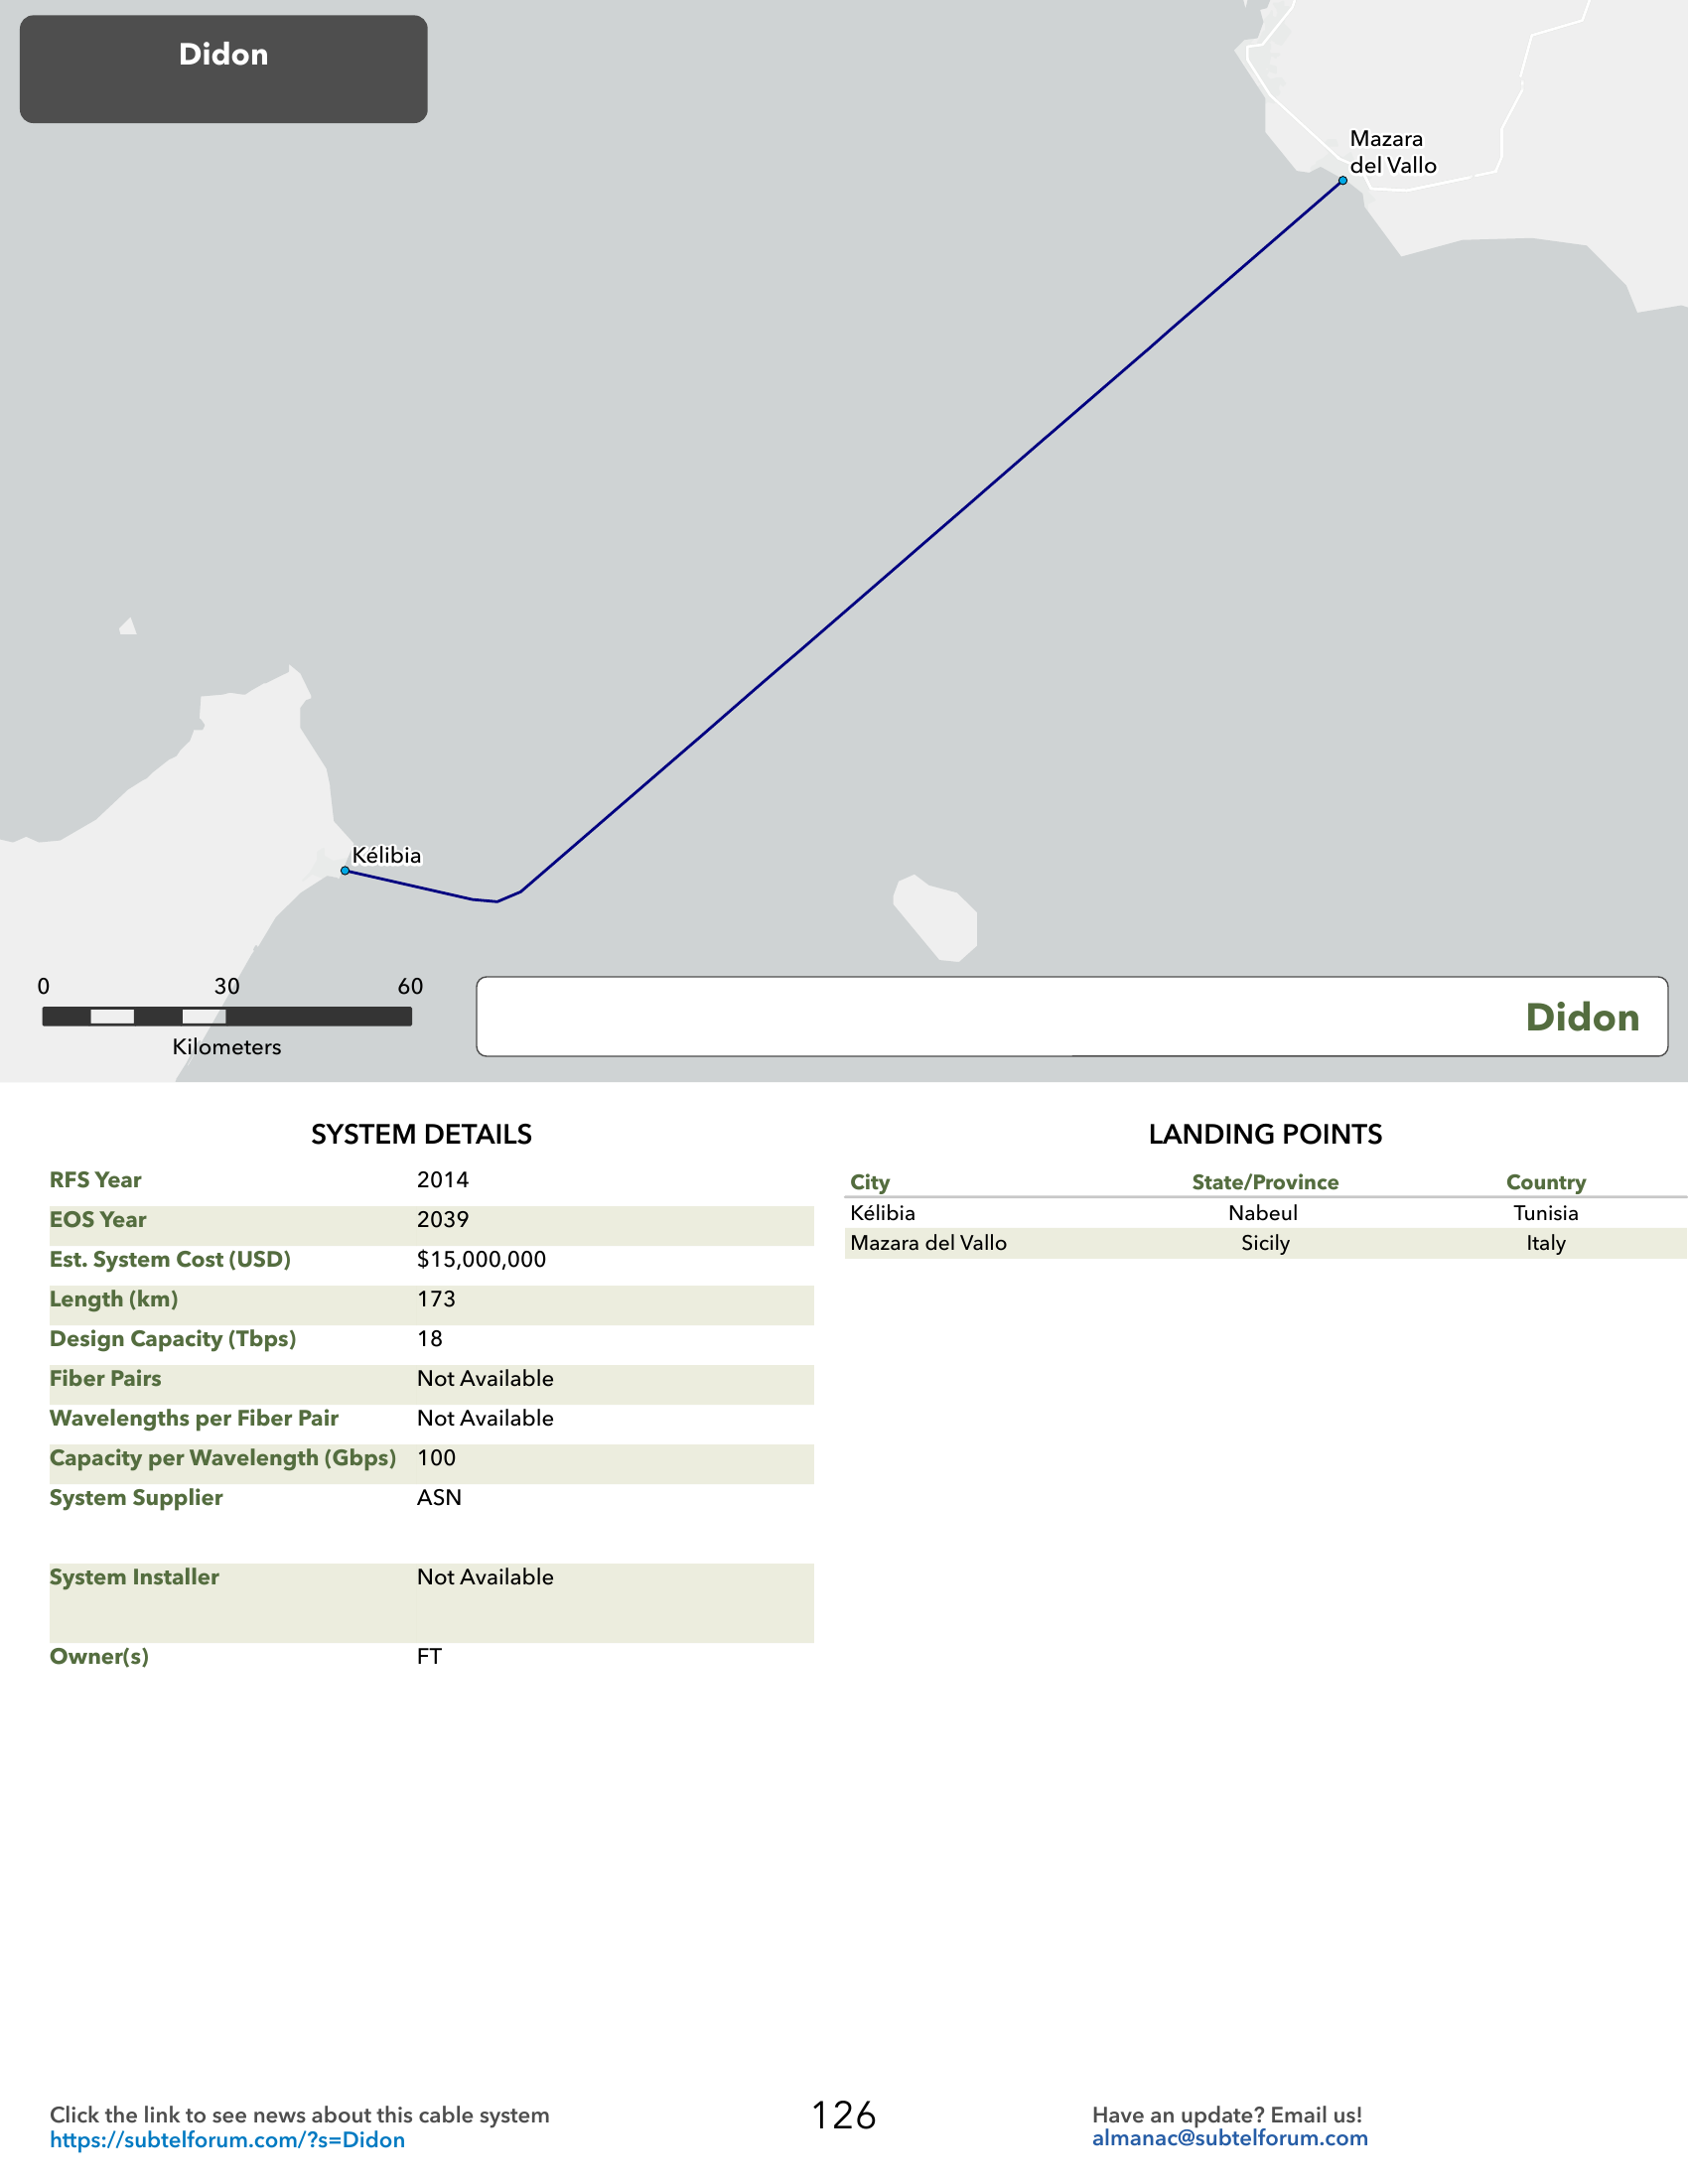 Didon
Mazara
del Vallo
Kélibia
0 30 60
Kilometers
Didon
SYSTEM DETAILS
RFS Year 2014
EOS Year 2039
Est. System Cost (USD) $15,000,000
Length (km) 173
Design Capacity (Tbps) 18
Fiber Pairs Not Available
Wavelengths per Fiber Pair Not Available
Capacity per Wavelength (Gbps) 100
System Supplier ASN
System Installer Not Available
Owner(s) FT
LANDING POINTS
City State/Province Country
Kélibia Nabeul Tunisia
Mazara del Vallo Sicily Italy
Click the link to see news about this cable system
https://subtelforum.com/?s=Didon
126
Have an update? Email us!
almanac@subtelforum.com